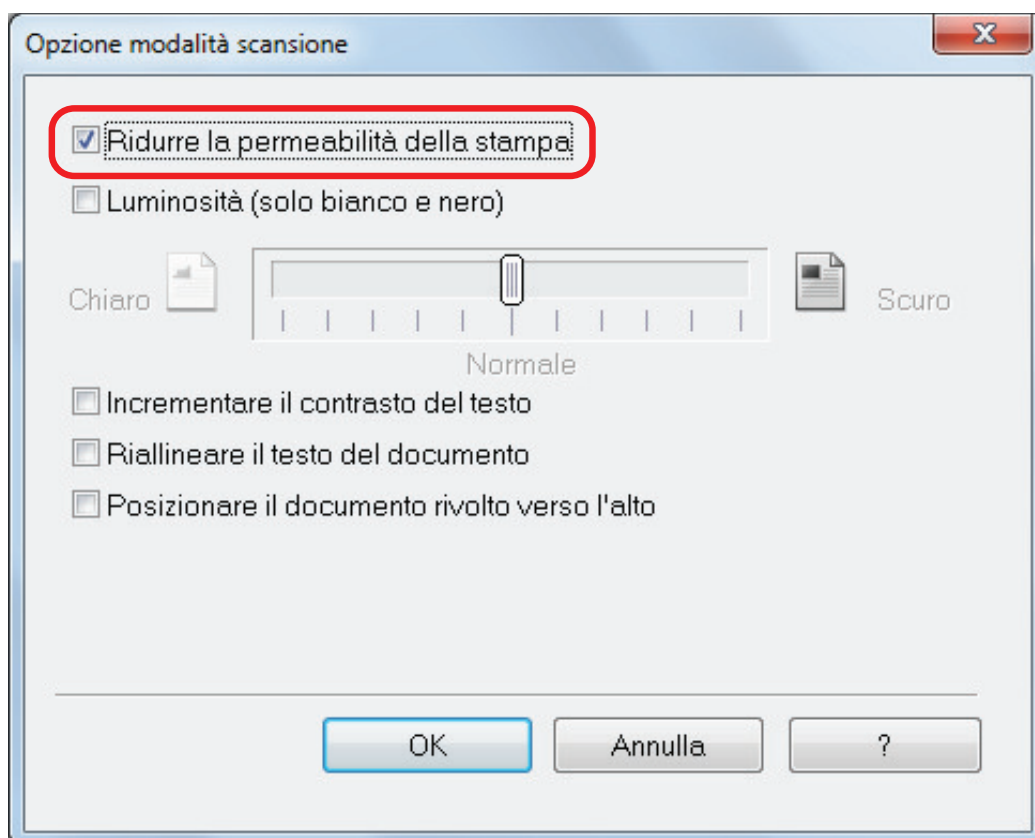 Opzione modalità scansione
Ridurre la permeabilità della stampa
Luminosità (solo bianco e nero)
Chiaro
Scuro
Normale
Incrementare il contrasto del testo
Riallineare il testo del documento
Posizionare il documento rivolto verso l'alto
OK
Annulla
?